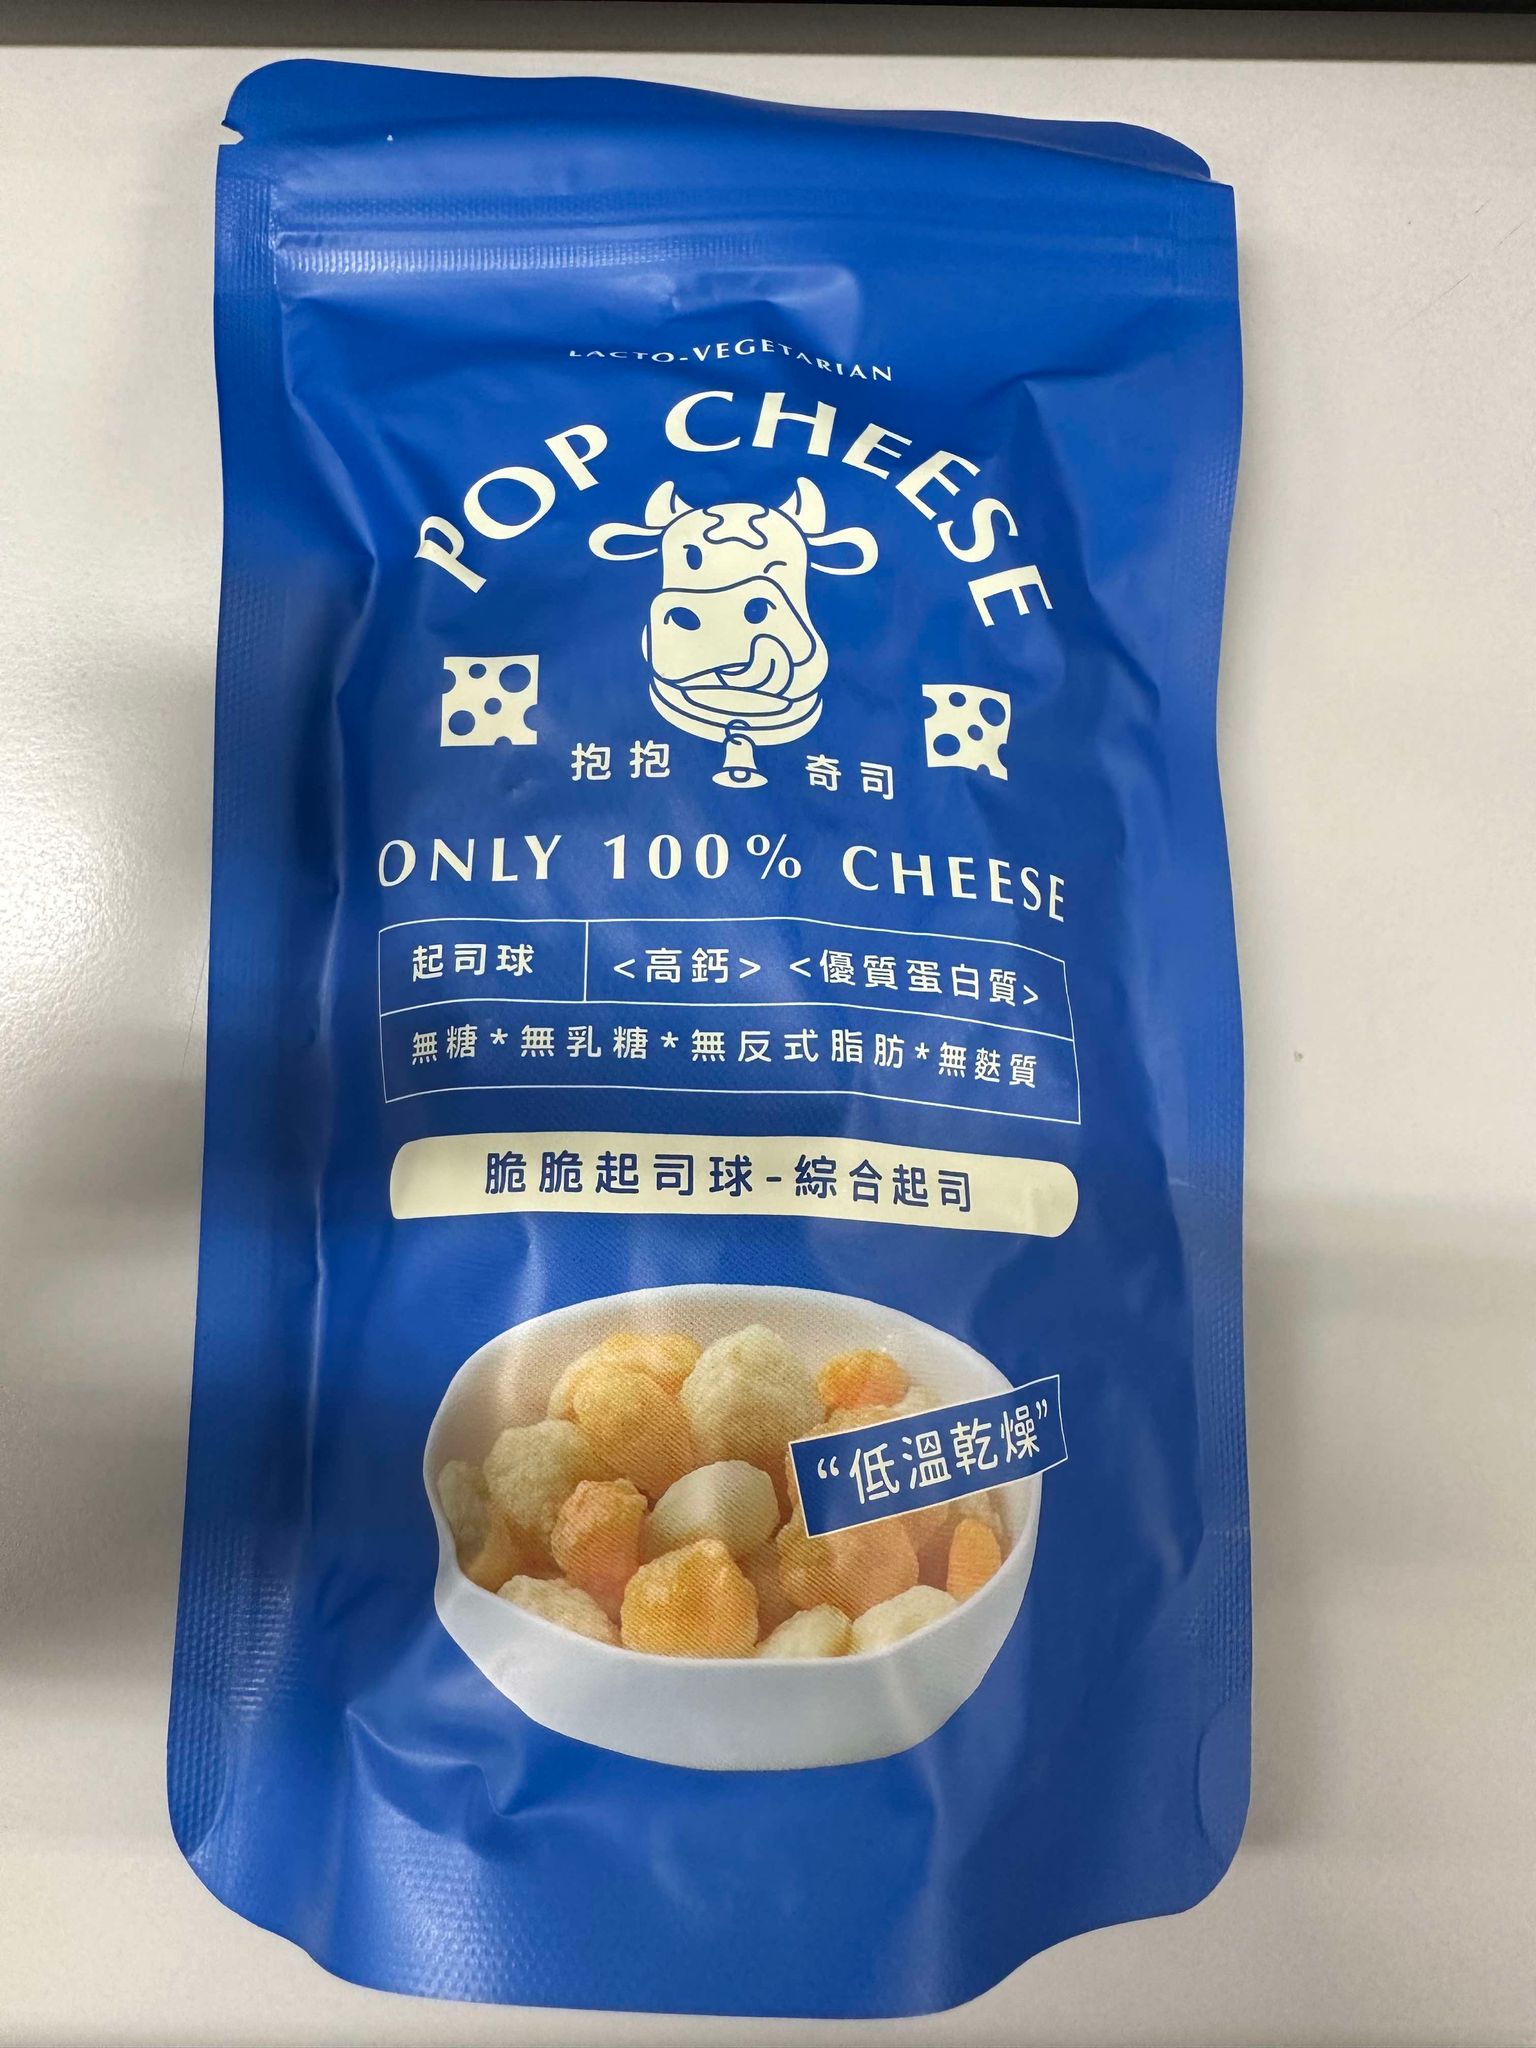 LACTO-VEGETARIAN
POP CHEESE
抱抱 奇司
ONLY 100% CHEESE
起司球 <高鈣> <優質蛋白質>
無糖*無乳糖*無反式脂肪*無麩質
脆脆起司球-綜合起司
“低溫乾燥”